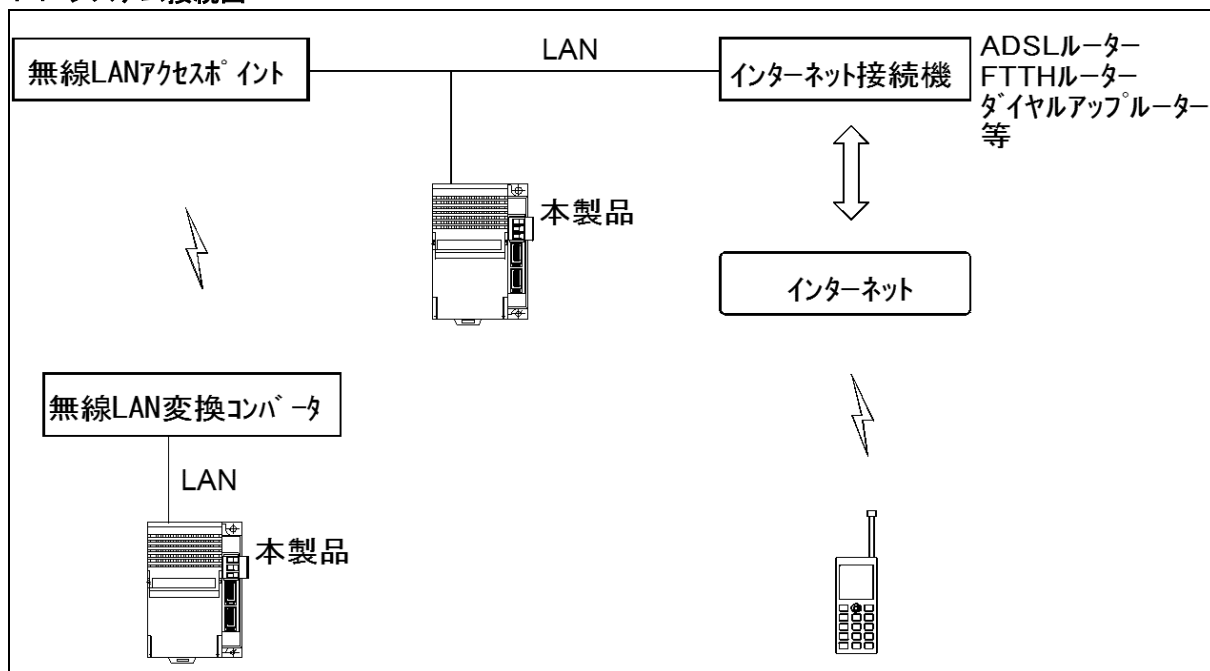 無線LANアクセスポイント
LAN
インターネット接続機
ADSLルーター
FTTHルーター
ダイヤルアップルーター
等
本製品
インターネット
無線LAN変換コンバータ
LAN
本製品